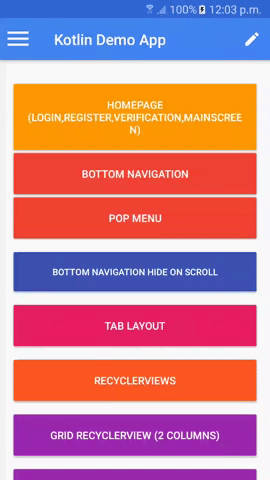 100% 12:03 p.m.
Kotlin Demo App
HOMEPAGE
(LOGIN,REGISTER,VERIFICATION,MAINSCREE
N)
BOTTOM NAVIGATION
POP MENU
BOTTOM NAVIGATION HIDE ON SCROLL
TAB LAYOUT
RECYCLERVIEWS
GRID RECYCLERVIEW (2 COLUMNS)